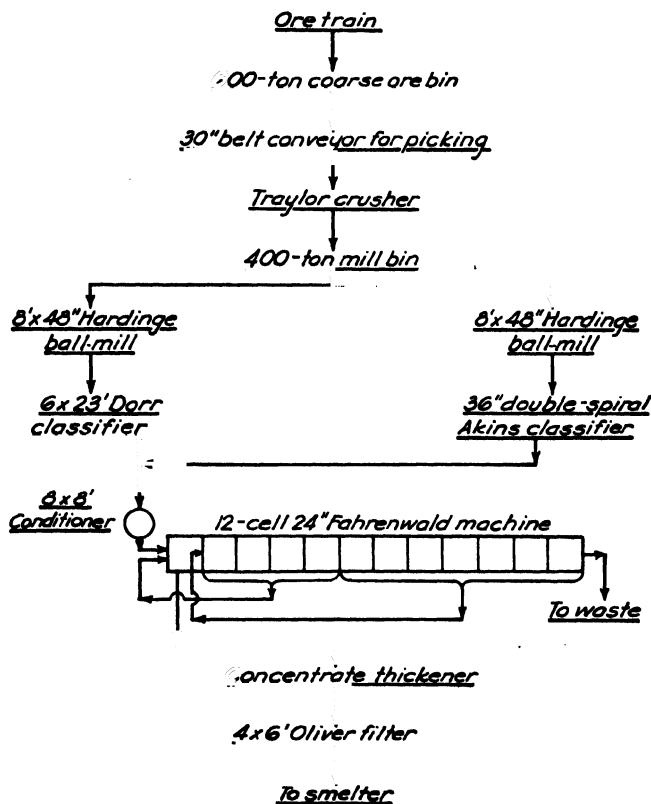 Ore train
00-ton coarse ore bin
30" belt conveyor for picking
Traylor crusher
400-ton mill bin
8'x48" Hardinge
ball-mill
8'x48" Hardinge
ball-mill
6x23' Dorr
classifier
36" double-spiral
Akins classifier
8x8'
Conditioner
12-cell 24" Fahrenwald machine
To waste
oncentrate thickener
4x6' Oliver filter
To smelter